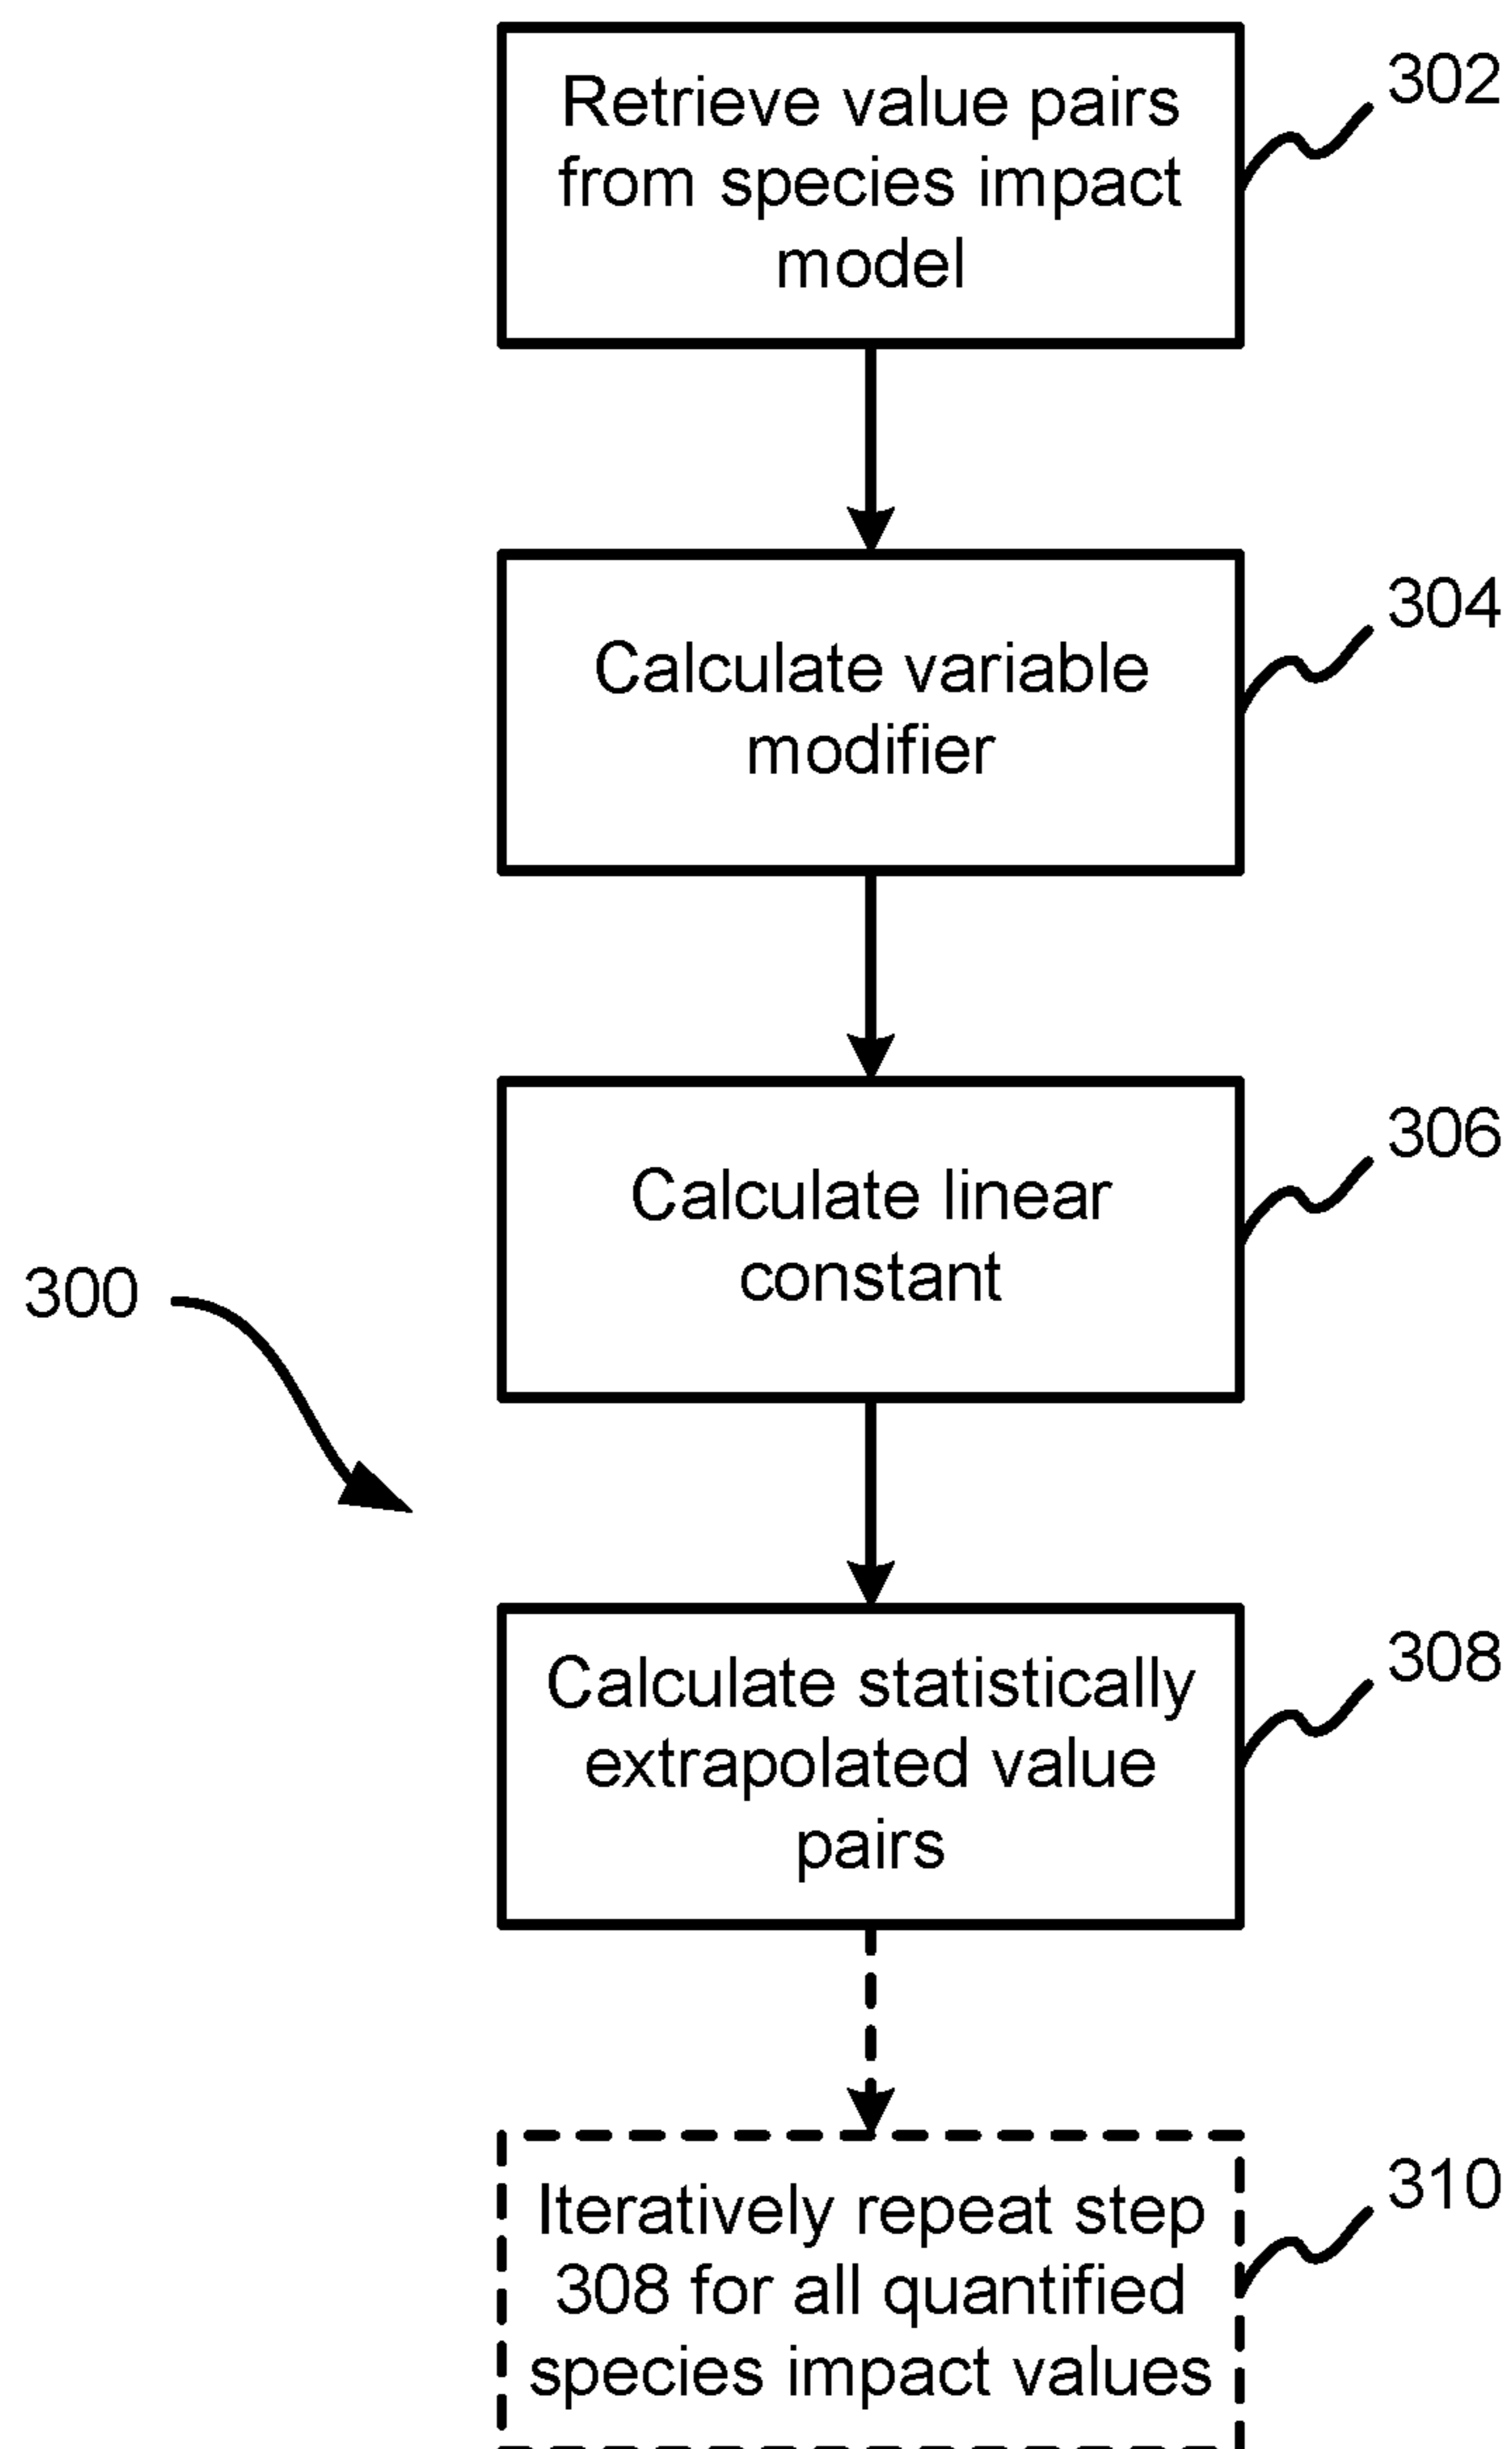 Retrieve value pairs
from species impact
model
302
Calculate variable
modifier
304
Calculate linear
constant
306
300
Calculate statistically
extrapolated value
pairs
308
Iteratively repeat step
308 for all quantified
species impact values
310